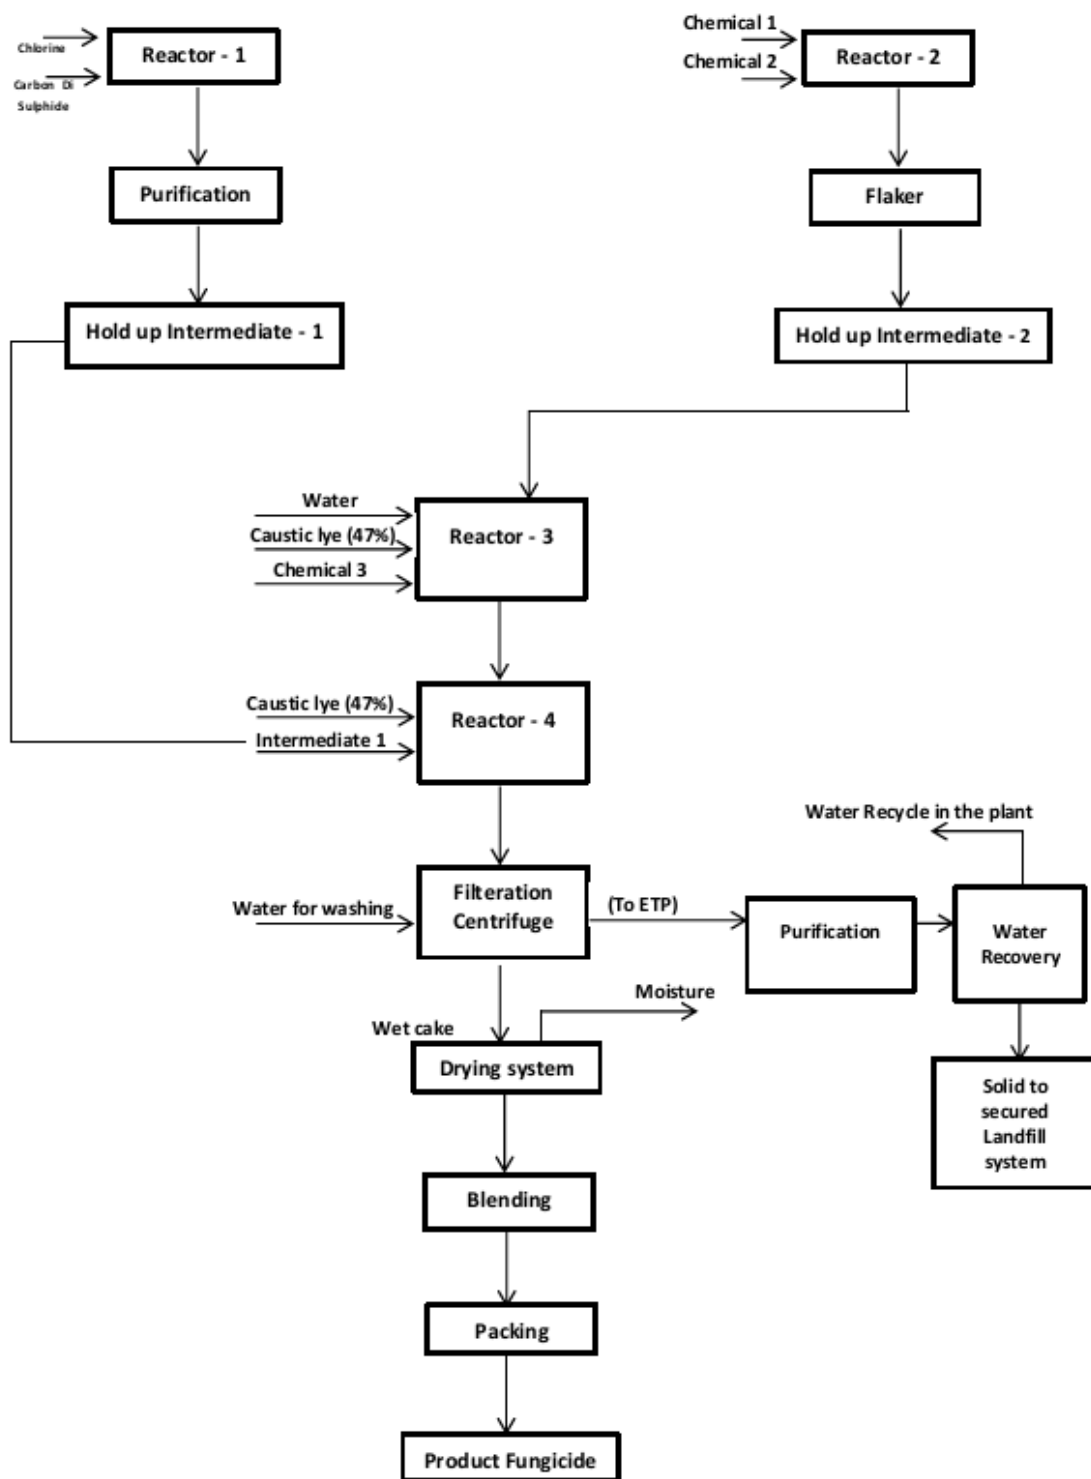 Chlorine
Carbon Di
Sulphide
Reactor - 1
Chemical 1
Chemical 2
Reactor - 2
Purification
Flaker
Hold up Intermediate - 1
Hold up Intermediate - 2
Water
Caustic lye (47%)
Chemical 3
Reactor - 3
Caustic lye (47%)
Intermediate 1
Reactor - 4
Water Recycle in the plant
Water for washing
Filteration
Centrifuge
(To ETP)
Purification
Water
Recovery
Moisture
Wet cake
Drying system
Solid to
secured
Landfill
system
Blending
Packing
Product Fungicide